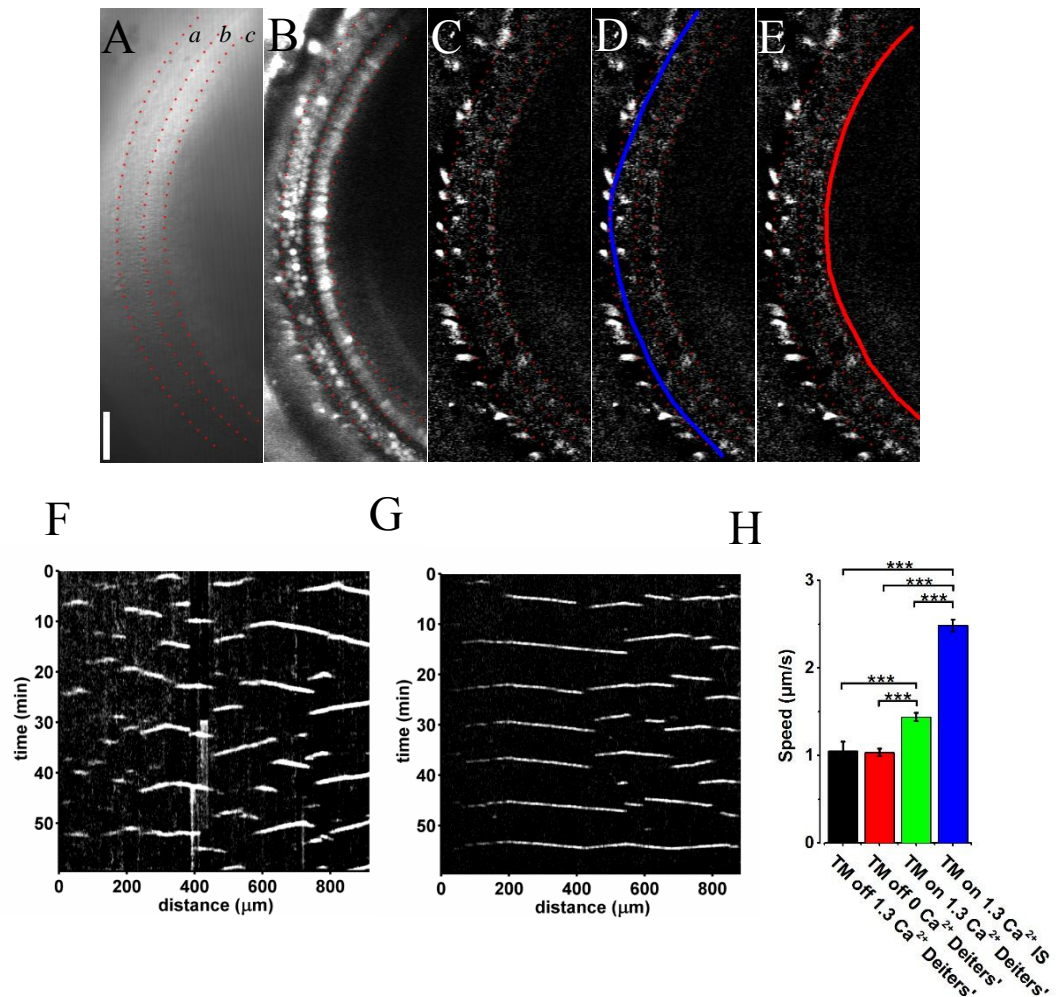 A a b c B C D E
F G H
0
10
20
30
40
50
time (min)
0 200 400 600 800
distance (µm)
0
10
20
30
40
50
time (min)
0 200 400 600 800
distance (µm)
***
***
***
***
***
3
2
1
0
Speed (µm/s)
TM off 1.3 Ca²⁺ Deiters'
TM off 0 Ca²⁺ Deiters'
TM on 1.3 Ca²⁺ Deiters'
TM on 1.3 Ca²⁺ IS